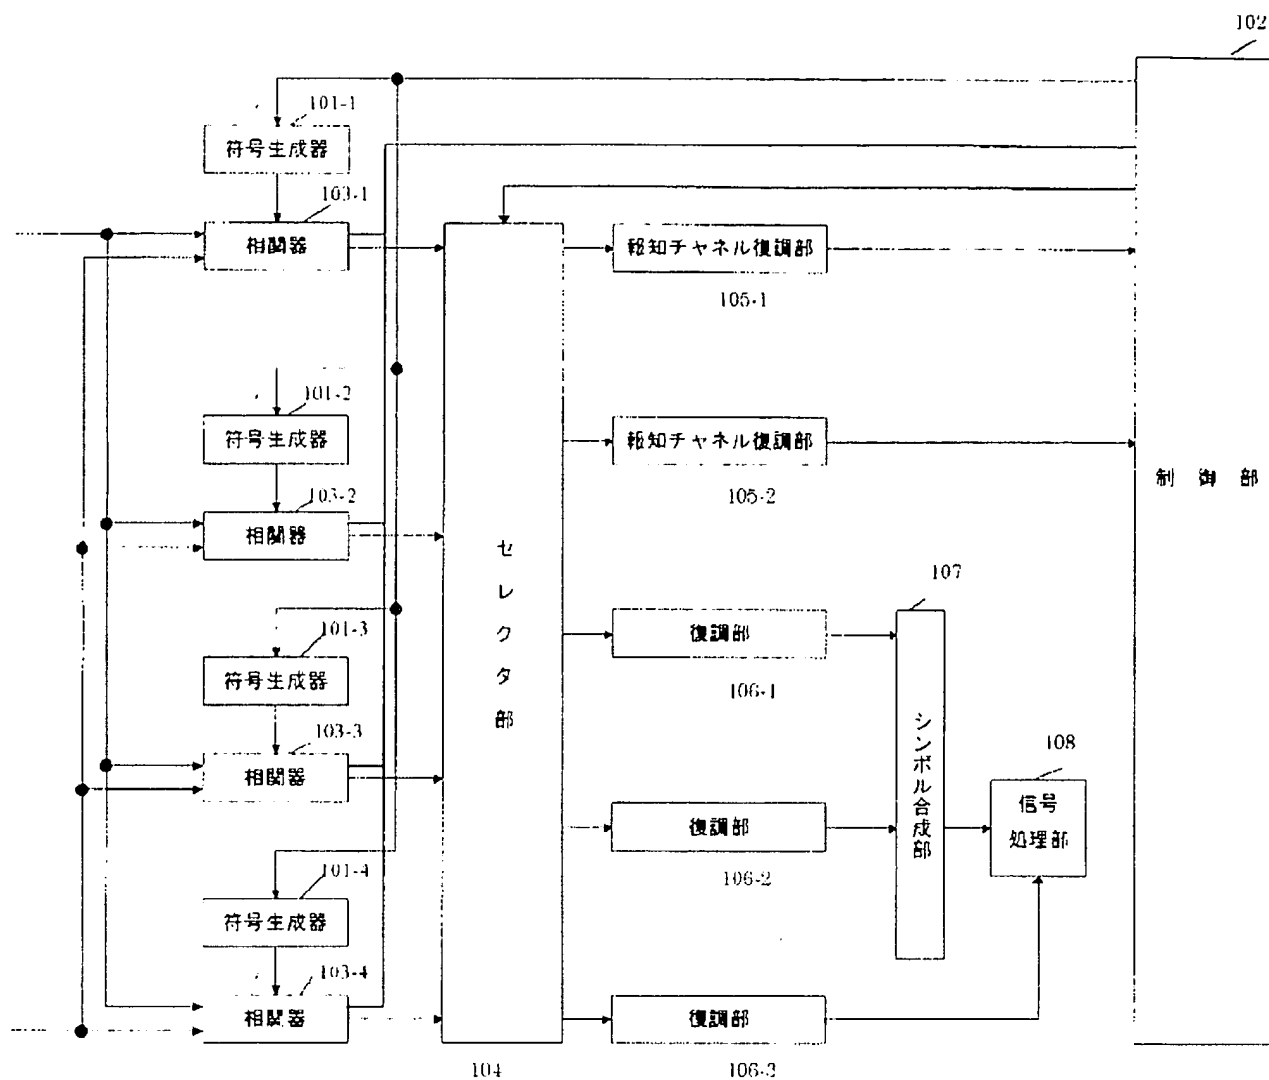 102
101-1
符号生成器
103-1
相関器
報知チャネル復調部
105-1
101-2
符号生成器
103-2
相関器
報知チャネル復調部
105-2
制御部
セレクタ部
107
101-3
符号生成器
復調部
106-1
103-3
相関器
シンボル合成部
108
信号
処理部
復調部
106-2
101-4
符号生成器
103-4
相関器
復調部
104
106-3